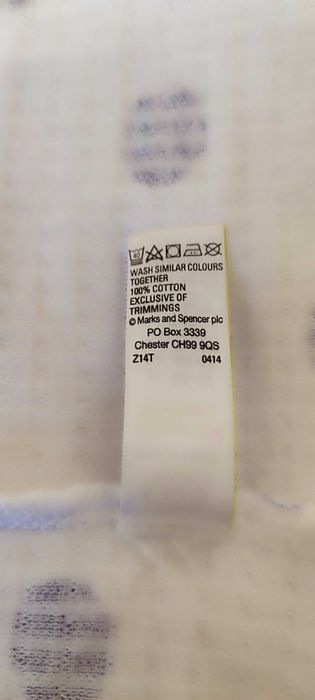 40
WASH SIMILAR COLOURS
TOGETHER
100% COTTON
EXCLUSIVE OF
TRIMMINGS
© Marks and Spencer plc
PO Box 3339
Chester CH99 9QS
Z14T 0414